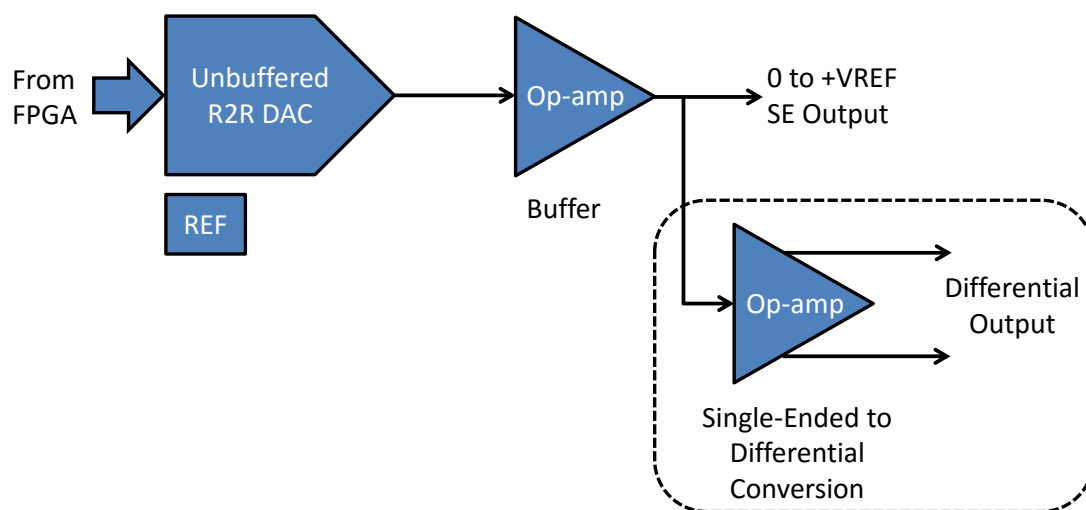 From
FPGA
Unbuffered
R2R DAC
Op-amp
0 to +VREF
SE Output
REF
Buffer
Op-amp
Differential
Output
Single-Ended to
Differential
Conversion